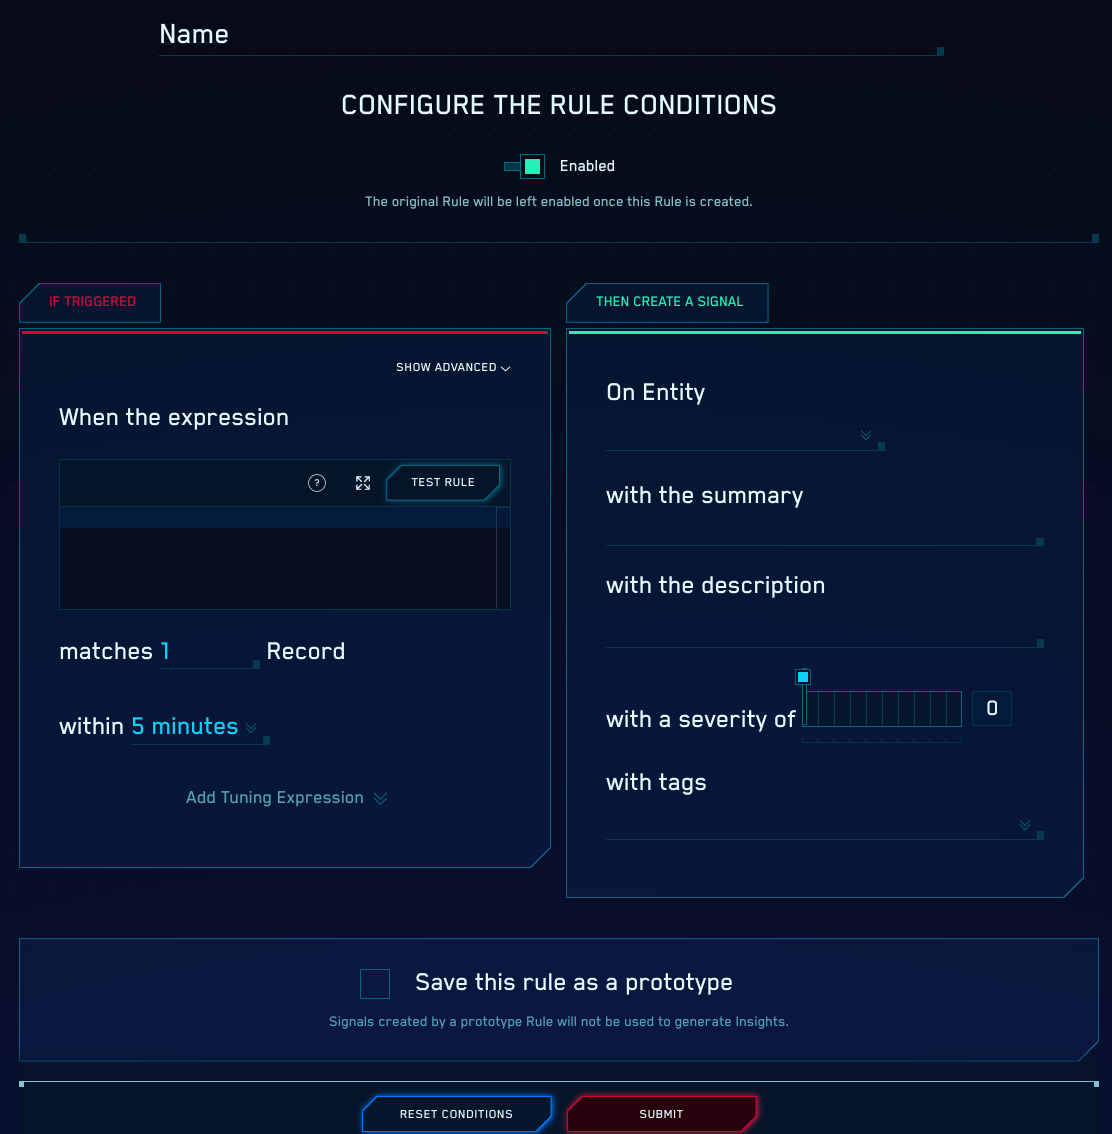 Name
CONFIGURE THE RULE CONDITIONS
Enabled
The original Rule will be left enabled once this Rule is created.
IF TRIGGERED
SHOW ADVANCED
When the expression
?
TEST RULE
matches 1 Record
within 5 minutes
Add Tuning Expression
THEN CREATE A SIGNAL
On Entity
with the summary
with the description
with a severity of 0
with tags
Save this rule as a prototype
Signals created by a prototype Rule will not be used to generate Insights.
RESET CONDITIONS
SUBMIT